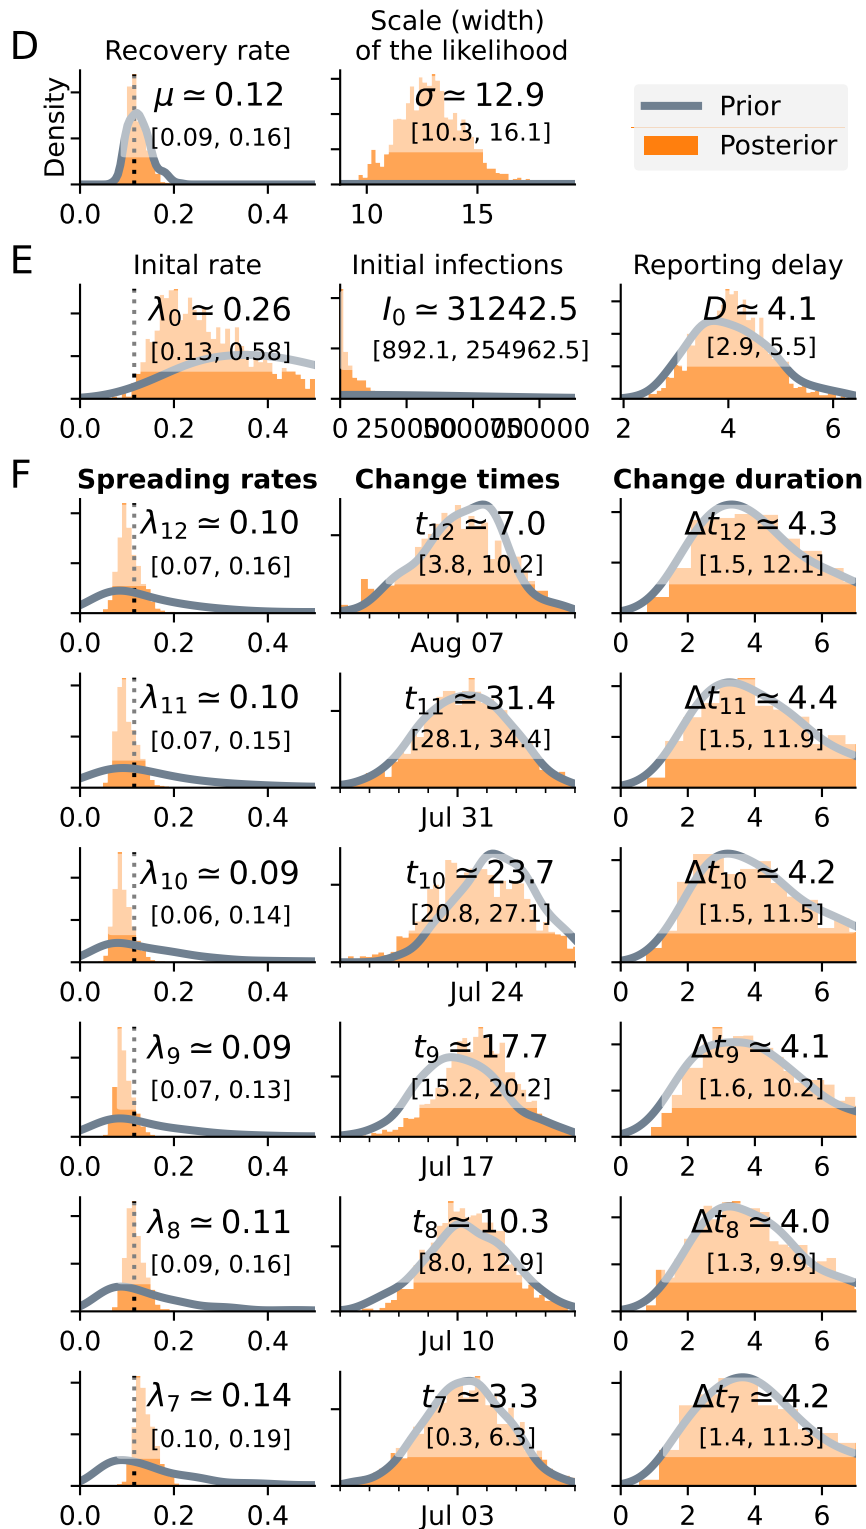 D
Recovery rate
Density
μ ≃ 0.12
[0.09, 0.16]
0.0 0.2 0.4
Scale (width)
of the likelihood
σ ≃ 12.9
[10.3, 16.1]
10 15
Prior
Posterior
E
Inital rate
λ₀ ≃ 0.26
[0.13, 0.58]
0.0 0.2 0.4
Initial infections
I₀ ≃ 31242.5
[892.1, 254962.5]
0 250000 500000 750000
Reporting delay
D ≃ 4.1
[2.9, 5.5]
2 4 6
F
Spreading rates Change times Change duration
λ₁₂ ≃ 0.10
[0.07, 0.16]
0.0 0.2 0.4
t₁₂ ≃ 7.0
[3.8, 10.2]
Aug 07
Δt₁₂ ≃ 4.3
[1.5, 12.1]
0 2 4 6
λ₁₁ ≃ 0.10
[0.07, 0.15]
0.0 0.2 0.4
t₁₁ ≃ 31.4
[28.1, 34.4]
Jul 31
Δt₁₁ ≃ 4.4
[1.5, 11.9]
0 2 4 6
λ₁₀ ≃ 0.09
[0.06, 0.14]
0.0 0.2 0.4
t₁₀ ≃ 23.7
[20.8, 27.1]
Jul 24
Δt₁₀ ≃ 4.2
[1.5, 11.5]
0 2 4 6
λ₉ ≃ 0.09
[0.07, 0.13]
0.0 0.2 0.4
t₉ ≃ 17.7
[15.2, 20.2]
Jul 17
Δt₉ ≃ 4.1
[1.6, 10.2]
0 2 4 6
λ₈ ≃ 0.11
[0.09, 0.16]
0.0 0.2 0.4
t₈ ≃ 10.3
[8.0, 12.9]
Jul 10
Δt₈ ≃ 4.0
[1.3, 9.9]
0 2 4 6
λ₇ ≃ 0.14
[0.10, 0.19]
0.0 0.2 0.4
t₇ ≃ 3.3
[0.3, 6.3]
Jul 03
Δt₇ ≃ 4.2
[1.4, 11.3]
0 2 4 6